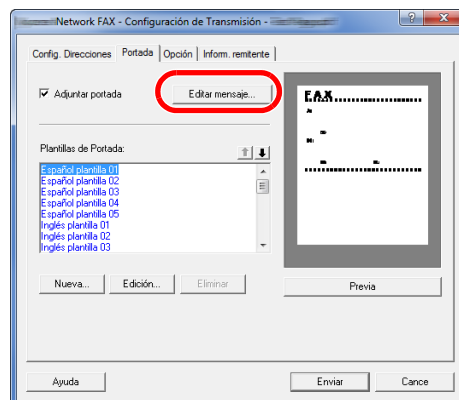 Network FAX - Configuración de Transmisión -
Config. Direcciones Portada Opción Inform. remitente
Adjuntar portada Editar mensaje...
FAX
Plantillas de Portada:
Español plantilla 01
Español plantilla 02
Español plantilla 03
Español plantilla 04
Español plantilla 05
Inglés plantilla 01
Inglés plantilla 02
Inglés plantilla 03
Nueva... Edición... Eliminar Previa
Ayuda Enviar Cance